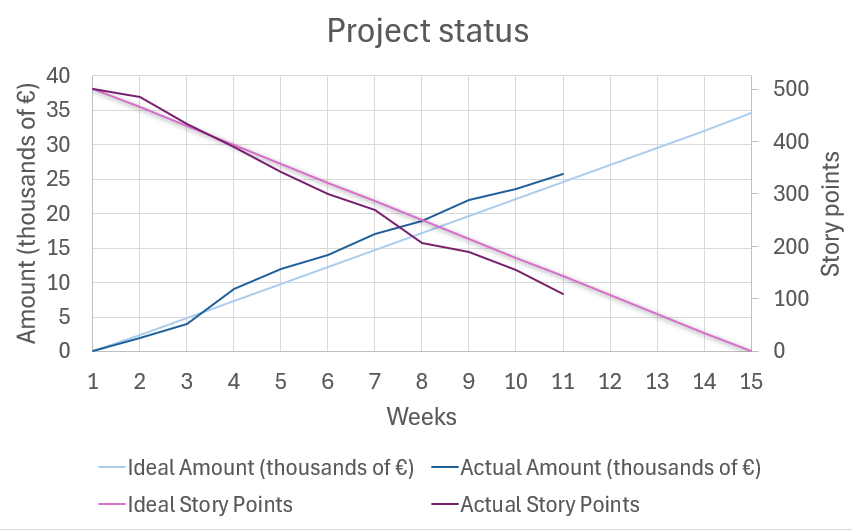 Project status
Amount (thousands of €)
40
35
30
25
20
15
10
5
0
500
400
300
200
100
0
Story points
1 2 3 4 5 6 7 8 9 10 11 12 13 14 15
Weeks
Ideal Amount (thousands of €) Actual Amount (thousands of €)
Ideal Story Points Actual Story Points